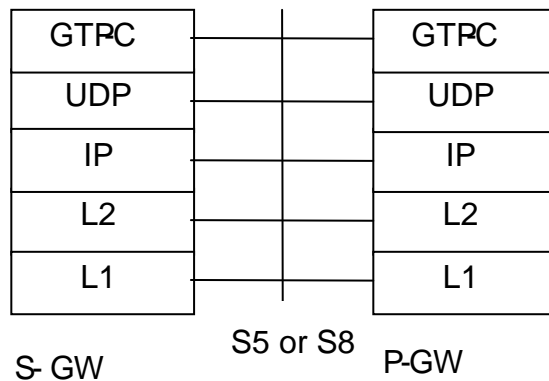 GTP-C
UDP
IP
L2
L1
S- GW
S5 or S8
GTP-C
UDP
IP
L2
L1
P-GW